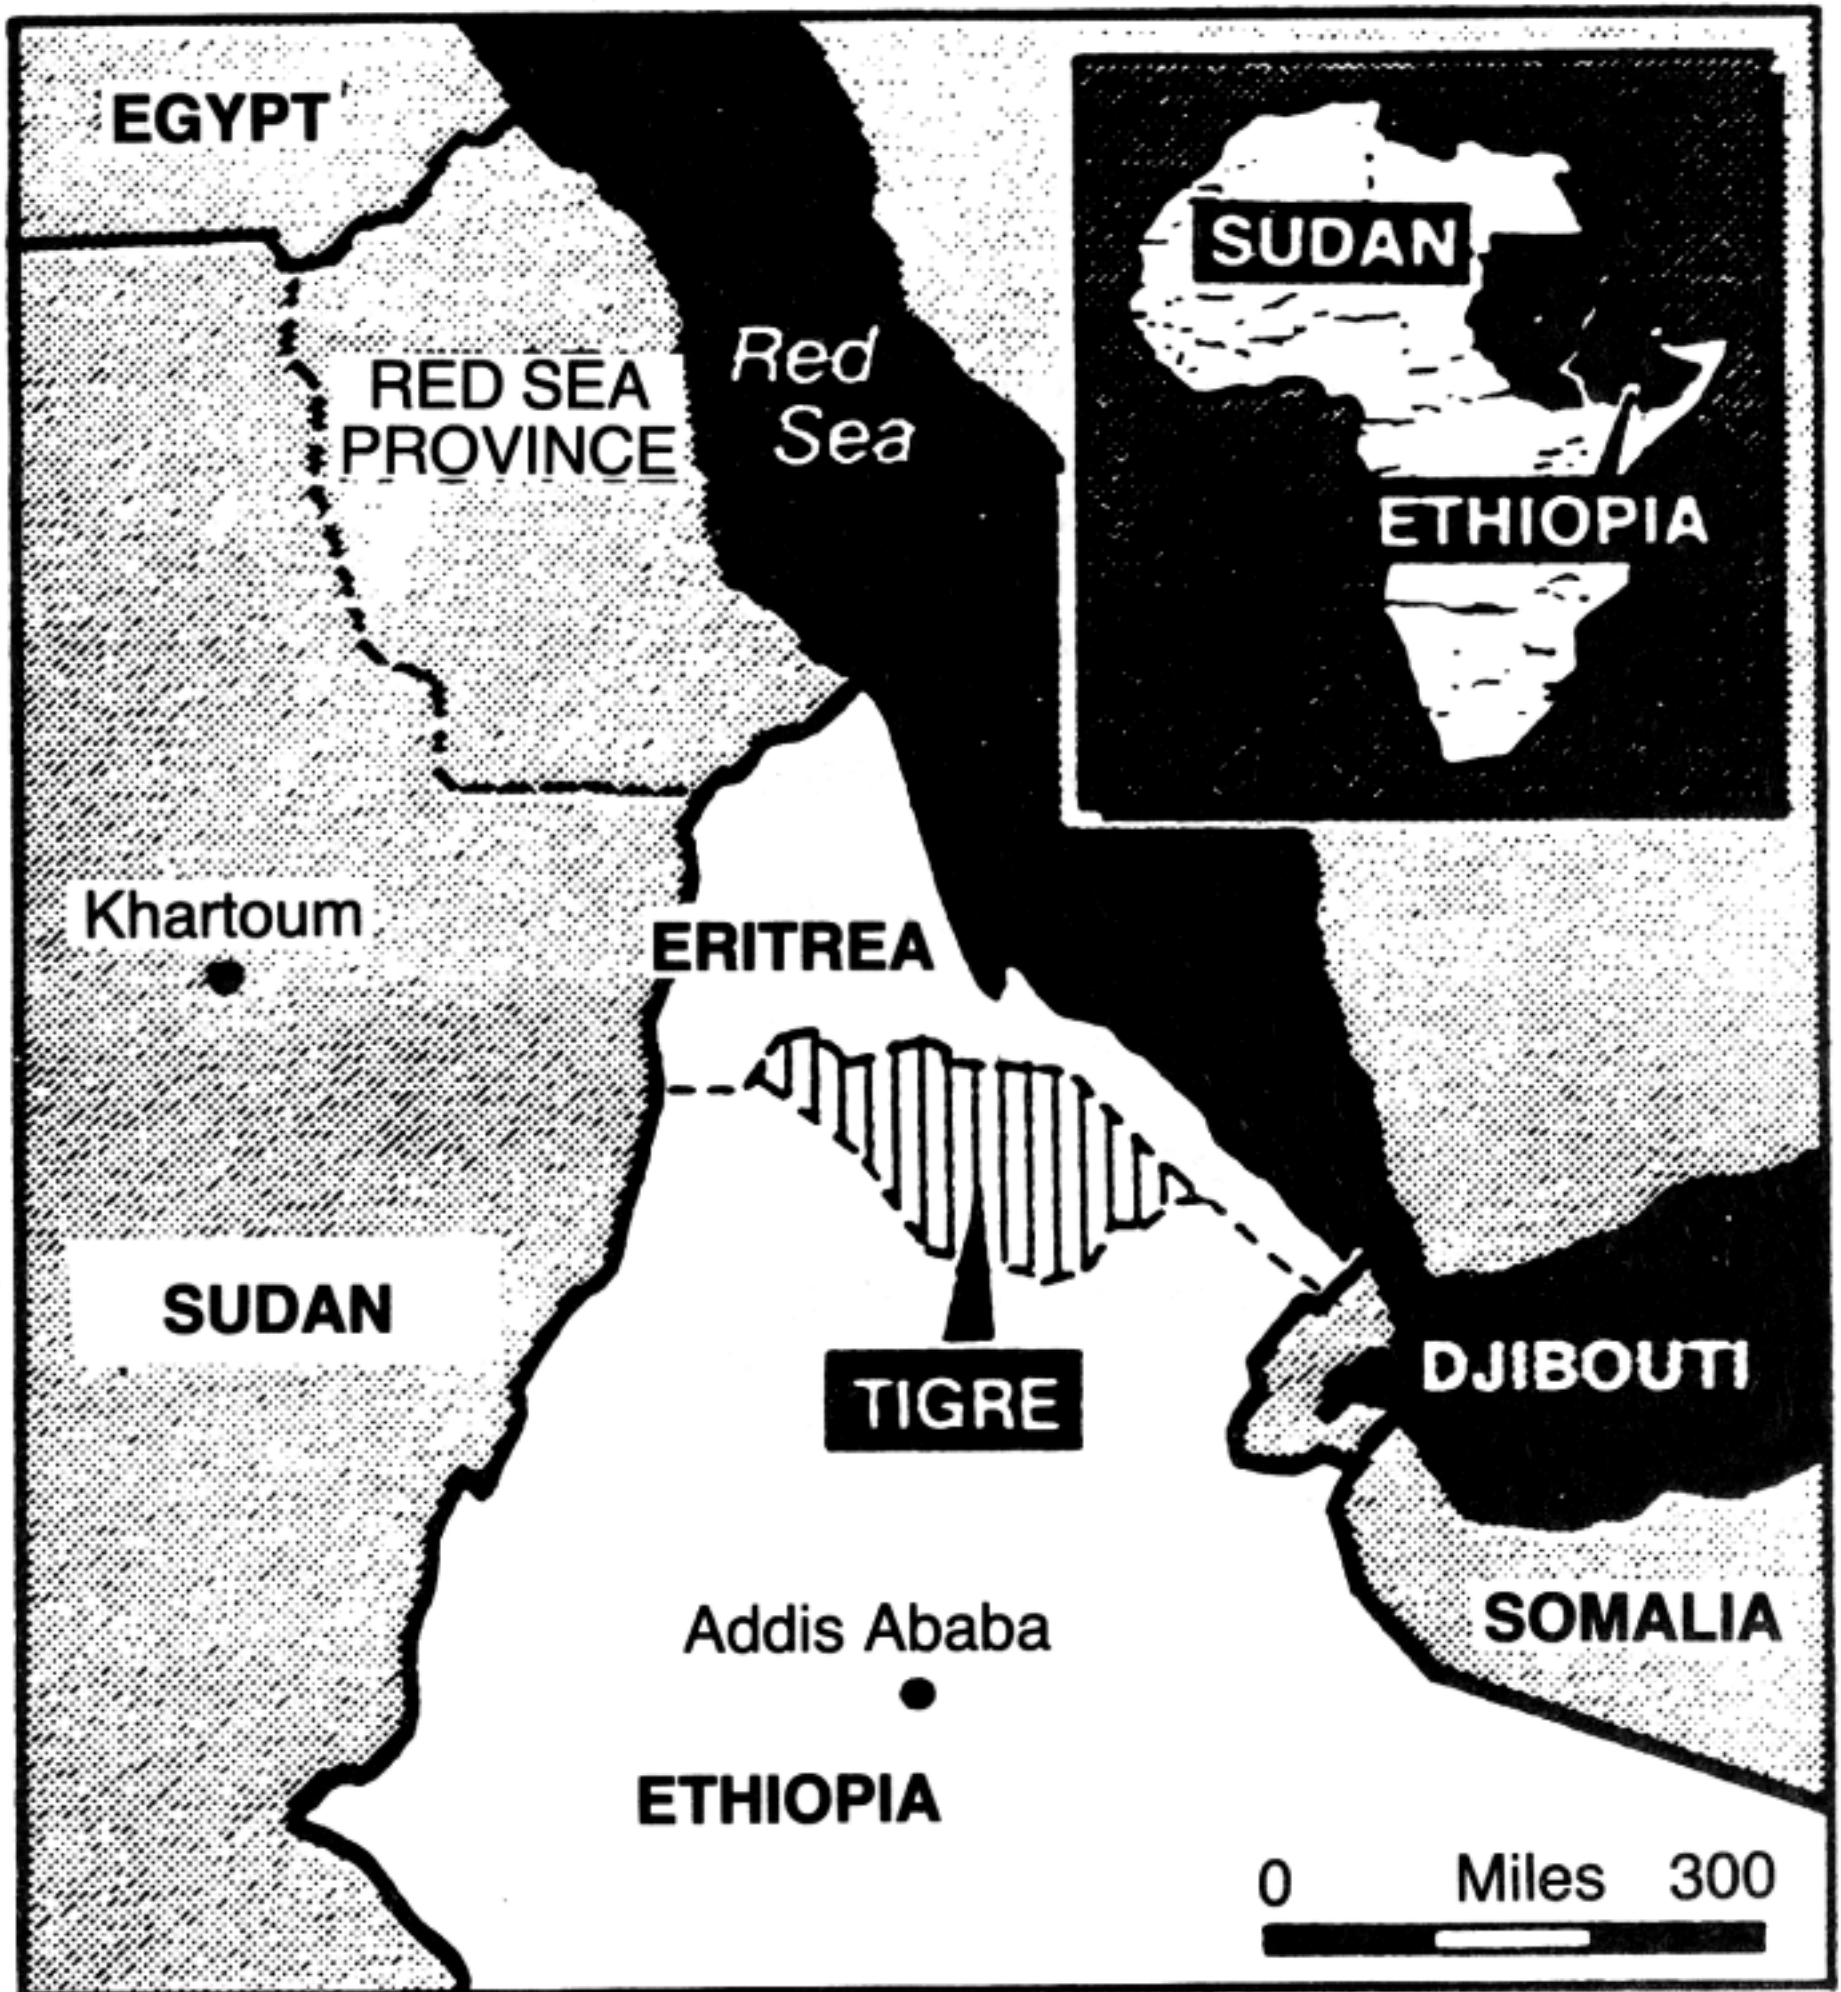 EGYPT
SUDAN
RED SEA
PROVINCE
Red
Sea
ETHIOPIA
Khartoum
ERITREA
SUDAN
TIGRE
DJIBOUTI
Addis Ababa
SOMALIA
ETHIOPIA
0 Miles 300